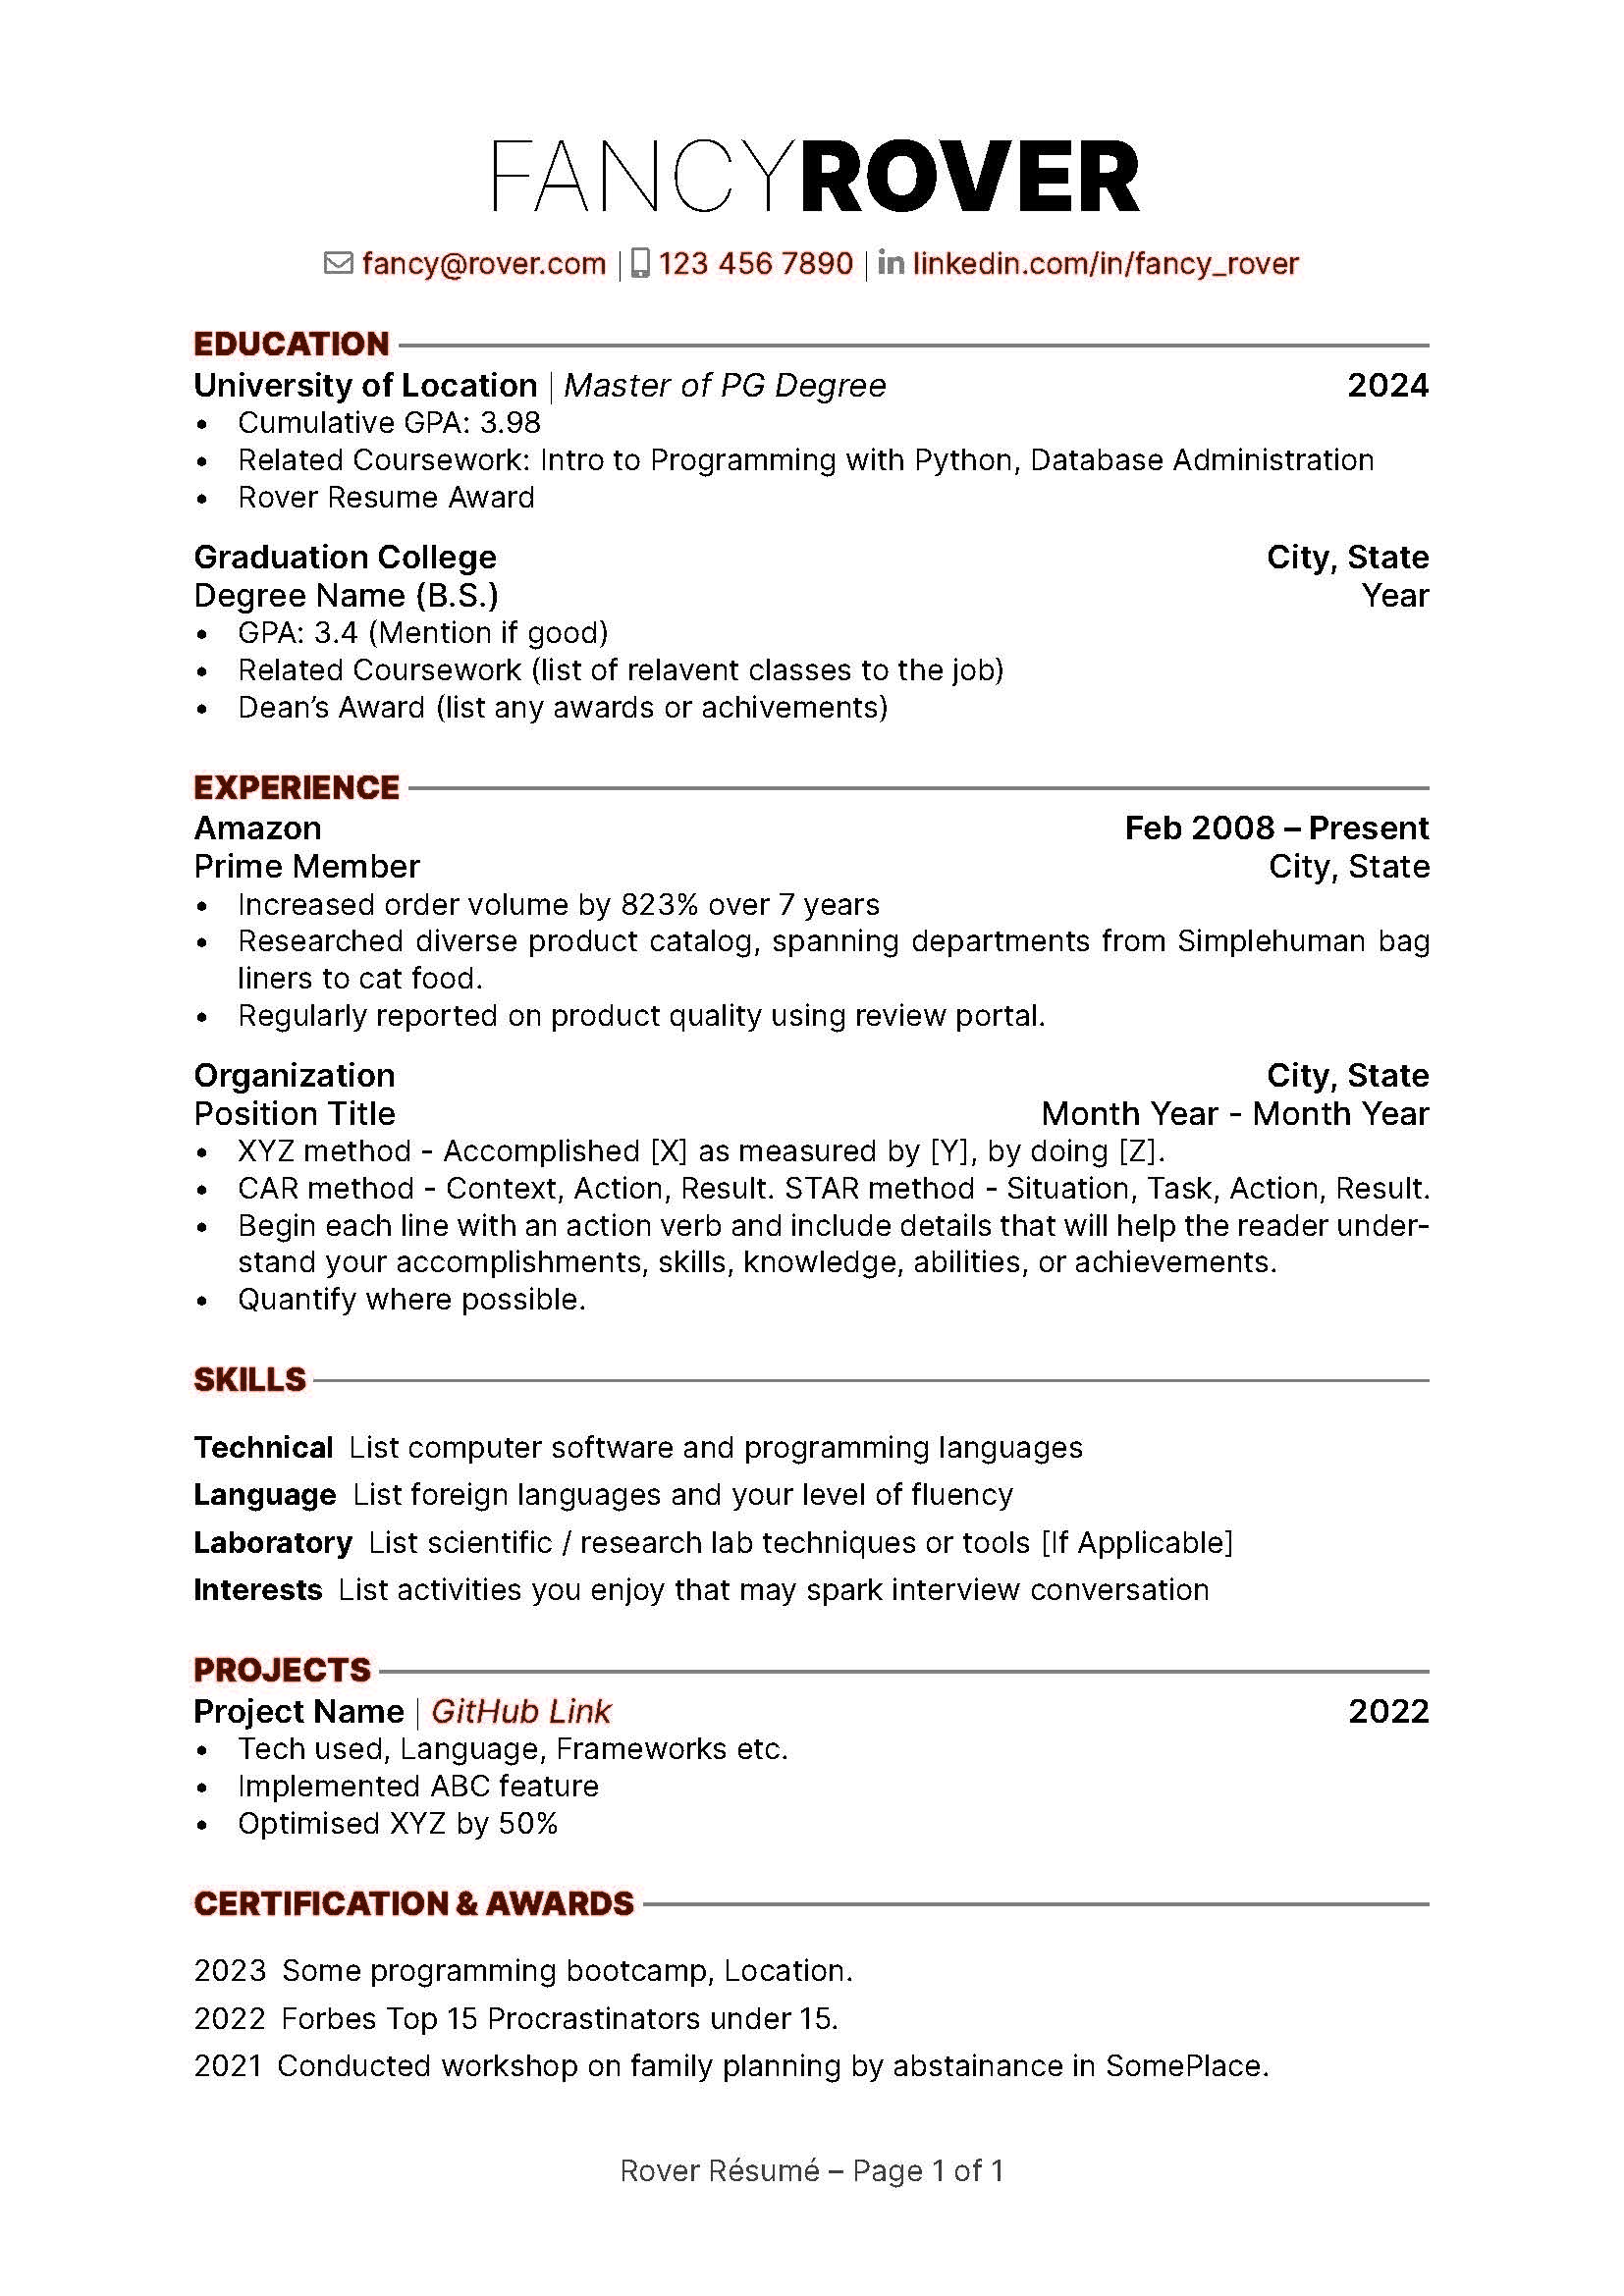 FANCYROVER
fancy@rover.com | 123 456 7890 | linkedin.com/in/fancy_rover
EDUCATION
University of Location | Master of PG Degree 2024
• Cumulative GPA: 3.98
• Related Coursework: Intro to Programming with Python, Database Administration
• Rover Resume Award
Graduation College City, State
Degree Name (B.S.) Year
• GPA: 3.4 (Mention if good)
• Related Coursework (list of relavent classes to the job)
• Dean’s Award (list any awards or achivements)
EXPERIENCE
Amazon Feb 2008 – Present
Prime Member City, State
• Increased order volume by 823% over 7 years
• Researched diverse product catalog, spanning departments from Simplehuman bag
liners to cat food.
• Regularly reported on product quality using review portal.
Organization City, State
Position Title Month Year - Month Year
• XYZ method - Accomplished [X] as measured by [Y], by doing [Z].
• CAR method - Context, Action, Result. STAR method - Situation, Task, Action, Result.
• Begin each line with an action verb and include details that will help the reader under-
stand your accomplishments, skills, knowledge, abilities, or achievements.
• Quantify where possible.
SKILLS
Technical List computer software and programming languages
Language List foreign languages and your level of fluency
Laboratory List scientific / research lab techniques or tools [If Applicable]
Interests List activities you enjoy that may spark interview conversation
PROJECTS
Project Name | GitHub Link 2022
• Tech used, Language, Frameworks etc.
• Implemented ABC feature
• Optimised XYZ by 50%
CERTIFICATION & AWARDS
2023 Some programming bootcamp, Location.
2022 Forbes Top 15 Procrastinators under 15.
2021 Conducted workshop on family planning by abstainance in SomePlace.
Rover Résumé – Page 1 of 1